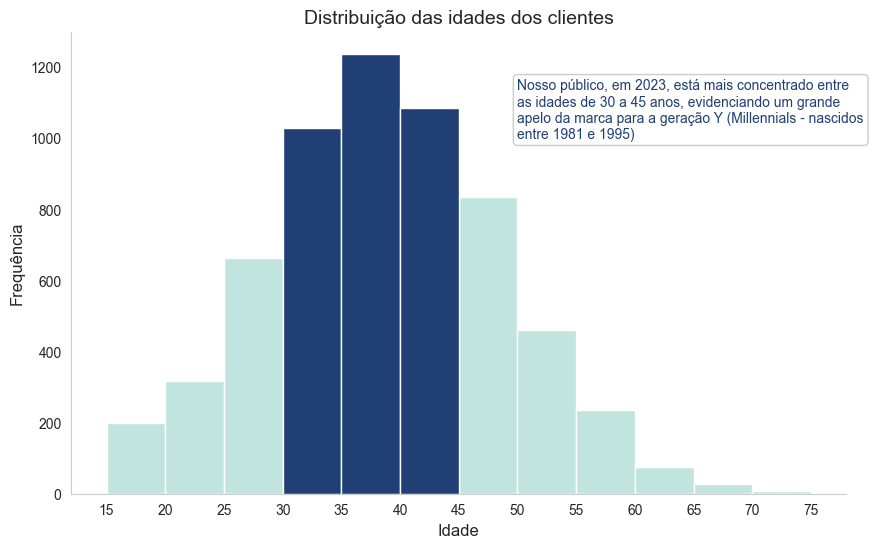 Distribuição das idades dos clientes
Nosso público, em 2023, está mais concentrado entre
as idades de 30 a 45 anos, evidenciando um grande
apelo da marca para a geração Y (Millennials - nascidos
entre 1981 e 1995)
Frequência
1200
1000
800
600
400
200
0
15 20 25 30 35 40 45 50 55 60 65 70 75
Idade